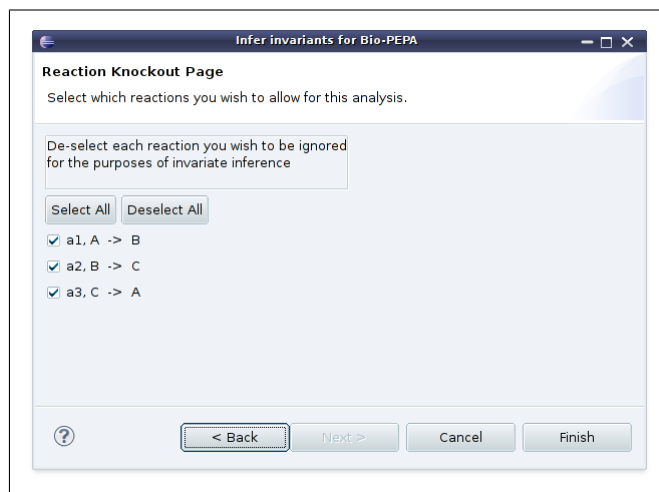 Infer invariants for Bio-PEPA
Reaction Knockout Page
Select which reactions you wish to allow for this analysis.
De-select each reaction you wish to be ignored
for the purposes of invariate inference
Select All Deselect All
a1, A -> B
a2, B -> C
a3, C -> A
? < Back Next > Cancel Finish